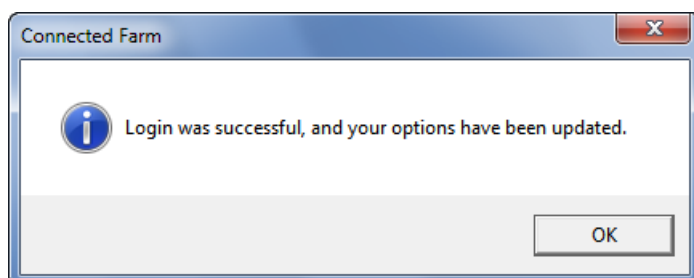 Connected Farm
Login was successful, and your options have been updated.
OK